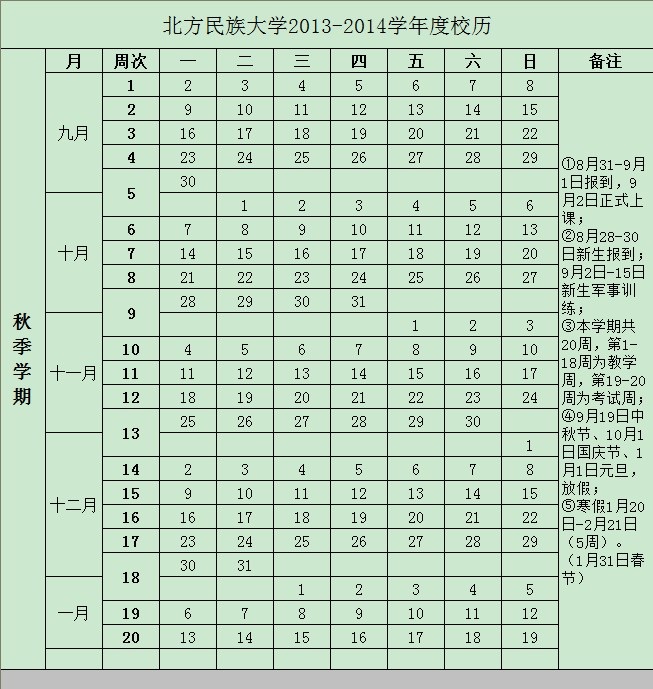 北方民族大学2013-2014学年度校历
月 周次 一 二 三 四 五 六 日 备注
秋季学期
九月
1 2 3 4 5 6 7 8
2 9 10 11 12 13 14 15
3 16 17 18 19 20 21 22
4 23 24 25 26 27 28 29
5 30
十月
1 2 3 4 5 6
6 7 8 9 10 11 12 13
7 14 15 16 17 18 19 20
8 21 22 23 24 25 26 27
9 28 29 30 31
十一月
1 2 3
10 4 5 6 7 8 9 10
11 11 12 13 14 15 16 17
12 18 19 20 21 22 23 24
13 25 26 27 28 29 30
十二月
1
14 2 3 4 5 6 7 8
15 9 10 11 12 13 14 15
16 16 17 18 19 20 21 22
17 23 24 25 26 27 28 29
18 30 31
一月
1 2 3 4 5
19 6 7 8 9 10 11 12
20 13 14 15 16 17 18 19
①8月31-9月
1日报到，9
月2日正式上
课；
②8月28-30
日新生报到；
9月2日-15日
新生军事训
练；
③本学期共
20周，第1-
18周为教学
周，第19-20
周为考试周；
④9月19日中
秋节、10月1
日国庆节、1
月1日元旦，
放假；
⑤寒假1月20
日-2月21日
（5周）。
（1月31日春
节）